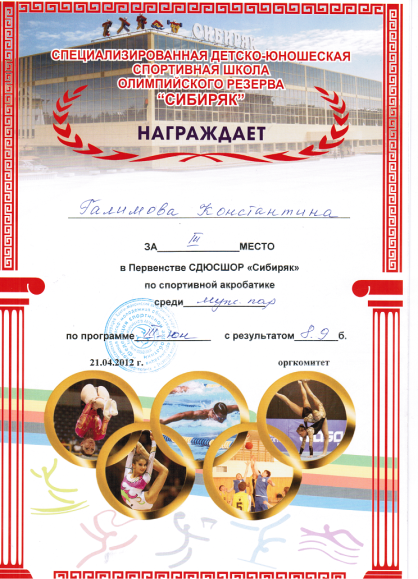 СИБИРЯК
СПЕЦИАЛИЗИРОВАННАЯ ДЕТСКО-ЮНОШЕСКАЯ
СПОРТИВНАЯ ШКОЛА
ОЛИМПИЙСКОГО РЕЗЕРВА
“СИБИРЯК”
НАГРАЖДАЕТ
Галимова Константина
ЗА III МЕСТО
в Первенстве СДЮСШОР «Сибиряк»
по спортивной акробатике
среди муж. пар
по программе III юн с результатом 8.9 б.
21.04.2012 г. оргкомитет